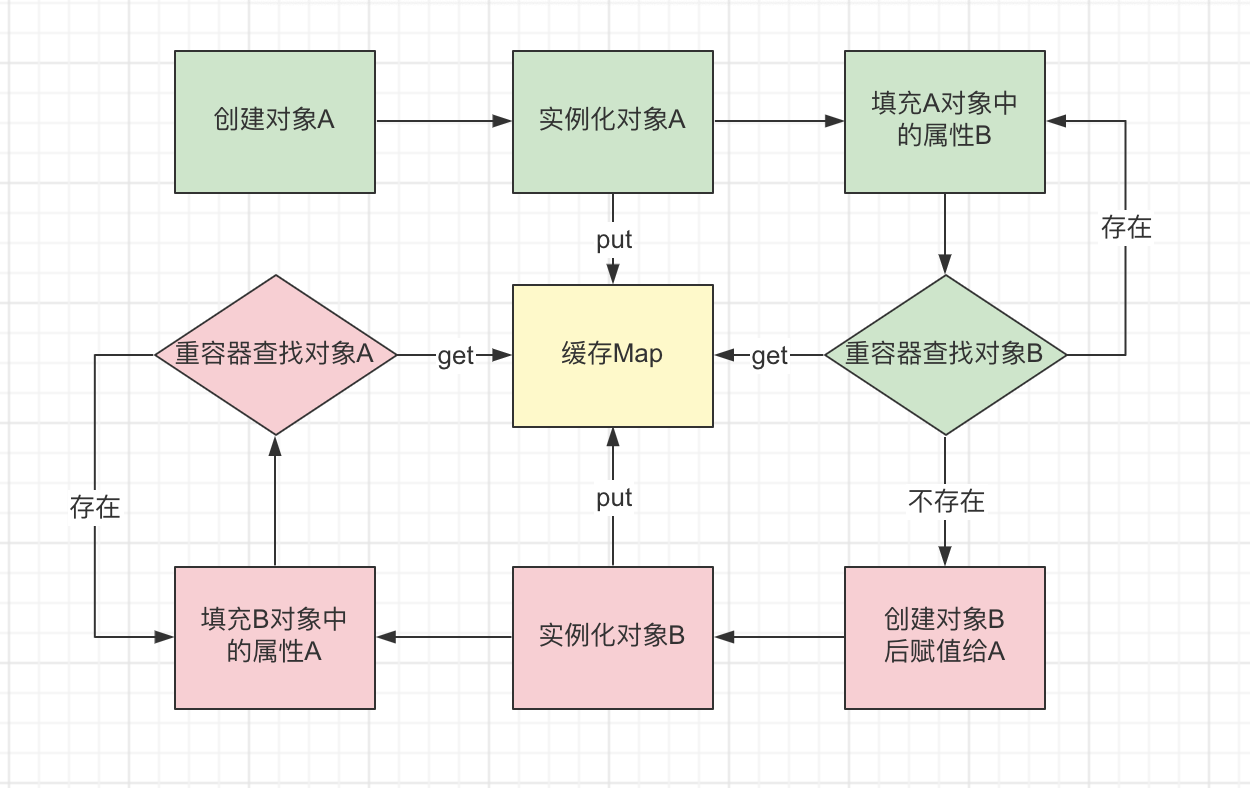 创建对象A
实例化对象A
填充A对象中
的属性B
put
存在
重容器查找对象A
get
缓存Map
get
重容器查找对象B
存在
put
不存在
填充B对象中
的属性A
实例化对象B
创建对象B
后赋值给A